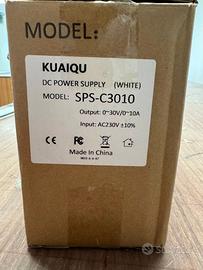 MODEL:
KUAIQU
DC POWER SUPPLY (WHITE)
MODEL: SPS-C3010
Output: 0~30V/0~10A
Input: AC230V ±10%
Made In China